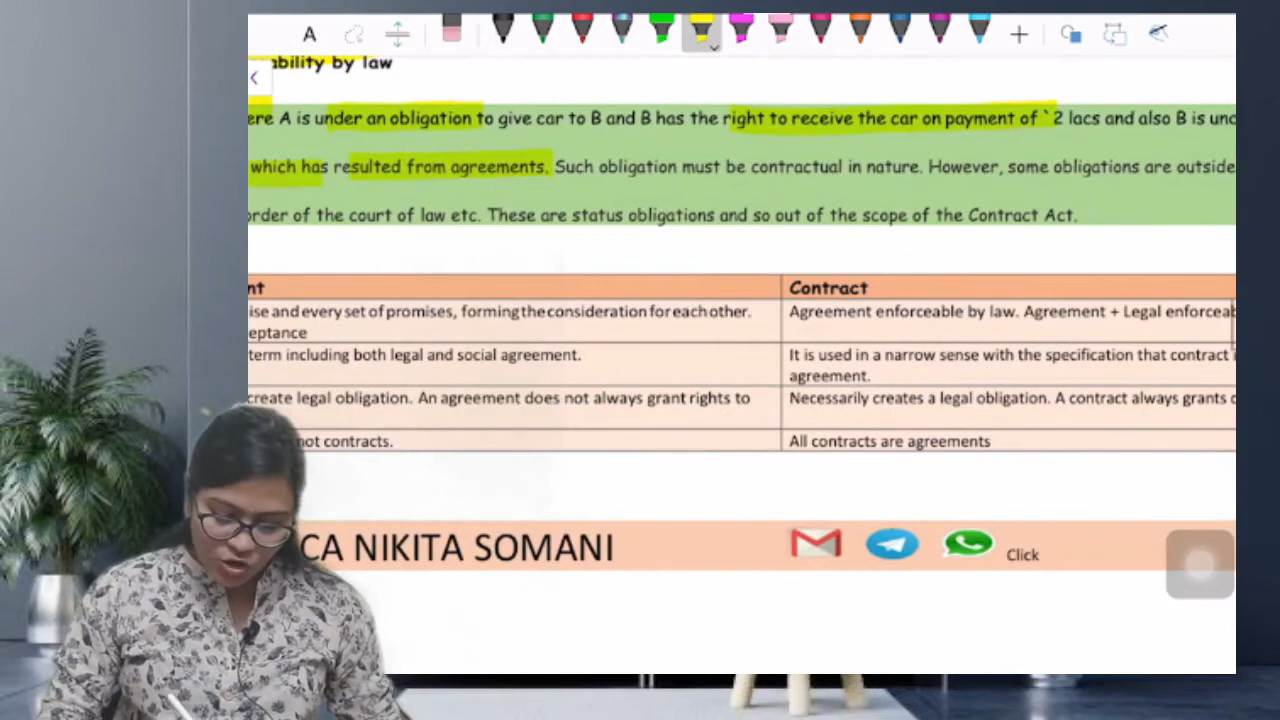 A
ability by law
ere A is under an obligation to give car to B and B has the right to receive the car on payment of `2 lacs and also B is
which has resulted from agreements. Such obligation must be contractual in nature. However, some obligations are outside
order of the court of law etc. These are status obligations and so out of the scope of the Contract Act.
nt
Contract
ise and every set of promises, forming the consideration for each other.
eptance
Agreement enforceable by law. Agreement + Legal enforceab
term including both legal and social agreement.
It is used in a narrow sense with the specification that contract
agreement.
create legal obligation. An agreement does not always grant rights to
Necessarily creates a legal obligation. A contract always grants
not contracts.
All contracts are agreements
CA NIKITA SOMANI
Click